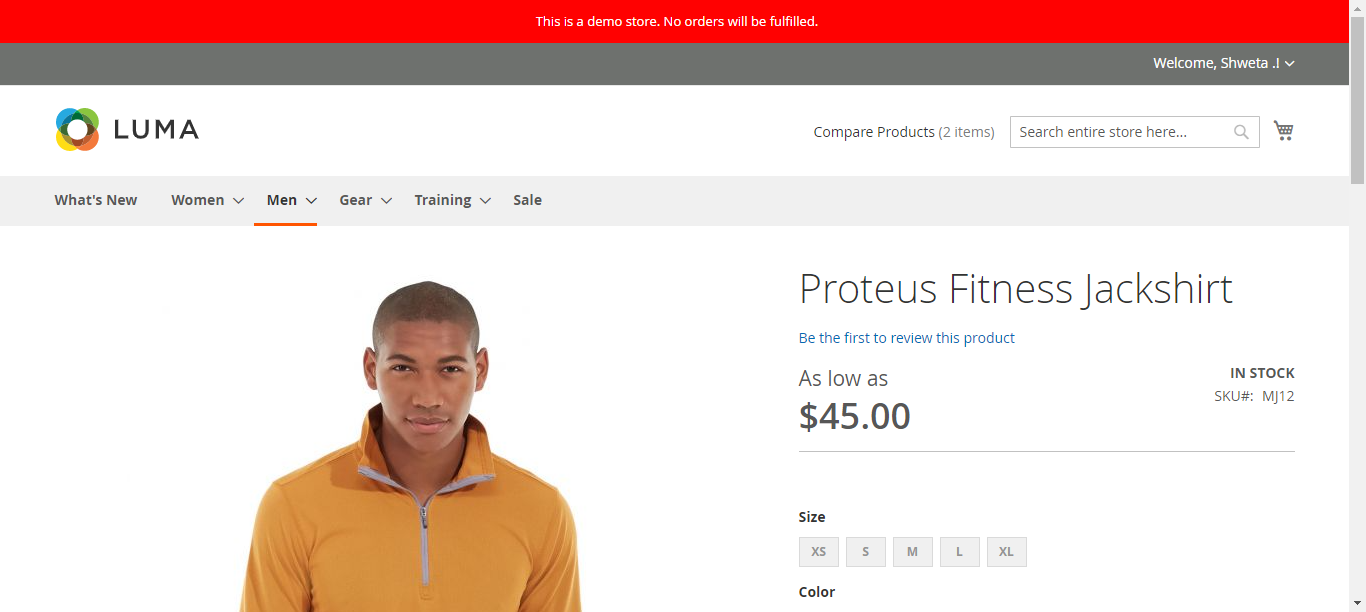 This is a demo store. No orders will be fulfilled.
Welcome, Shweta .!
LUMA
Compare Products (2 items)
Search entire store here...
What's New
Women
Men
Gear
Training
Sale
Proteus Fitness Jackshirt
Be the first to review this product
As low as
$45.00
IN STOCK
SKU#: MJ12
Size
XS S M L XL
Color